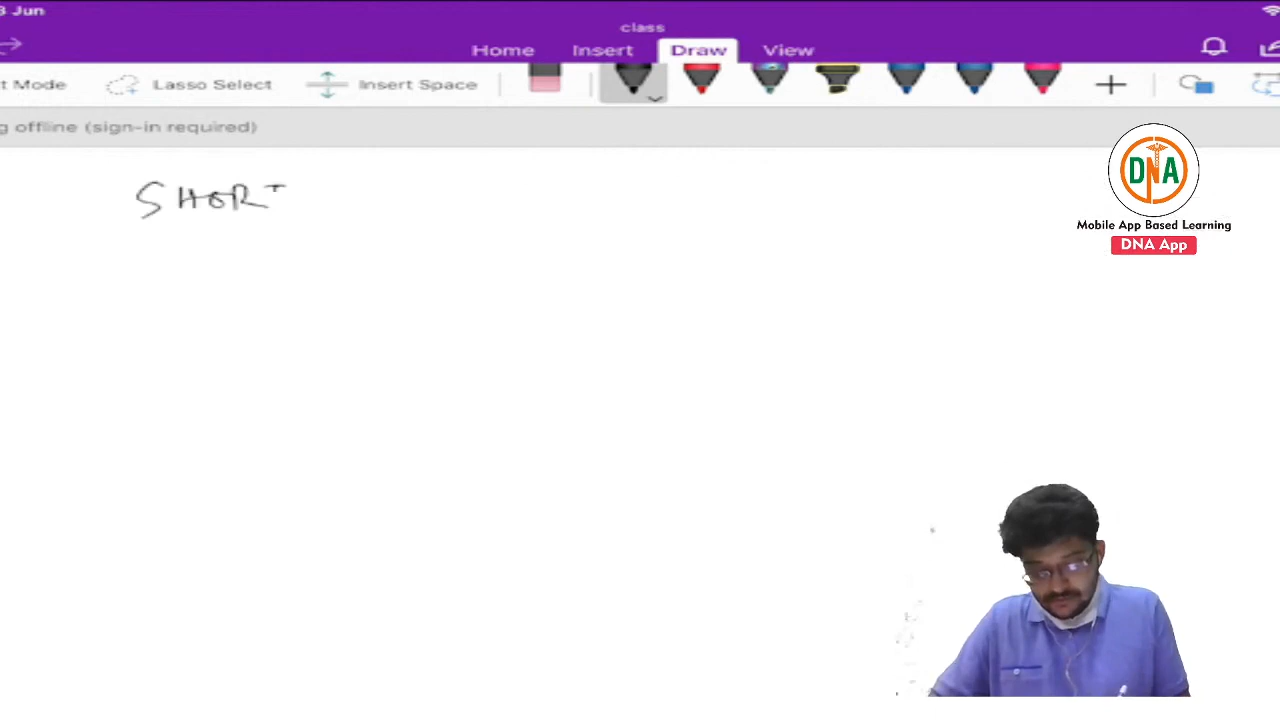 3 Jun
class
Home Insert Draw View
t Mode Lasso Select Insert Space
g offline (sign-in required)
DNA
Mobile App Based Learning
DNA App
SHORT